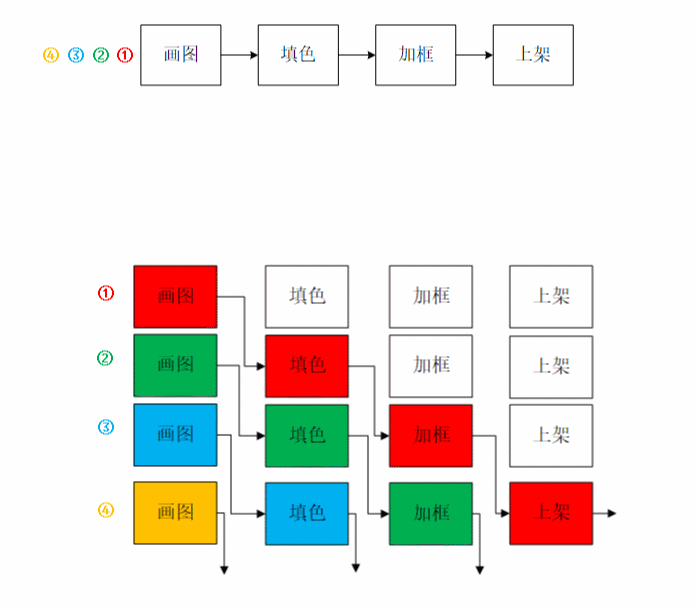 ④ ③ ② ① 画图 填色 加框 上架
① 画图 填色 加框 上架
② 画图 填色 加框 上架
③ 画图 填色 加框 上架
④ 画图 填色 加框 上架